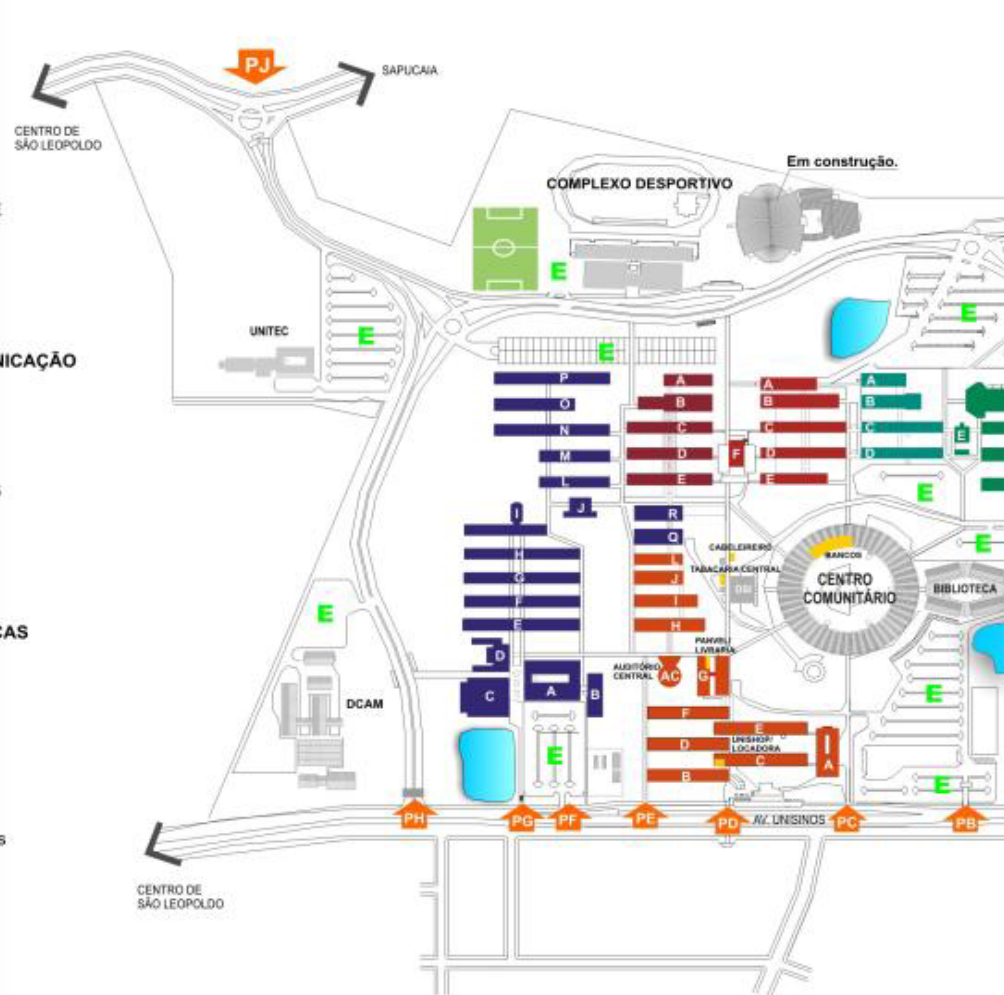 PJ
SAPUCAIA
CENTRO DE
SÃO LEOPOLDO
Em construção.
COMPLEXO DESPORTIVO
E
E
UNITEC
E
E
NICAÇÃO
P
A
A
A
O
B
B
B
N
C
C
C
E
M
D
F
D
D
L
E
E
E
I
J
R
Q
H
CABELEIREIRO
BANCOS
E
L
TABACARIA CENTRAL
G
J
CENTRO
COMUNITÁRIO
BIBLIOTECA
F
I
E
E
H
CAS
D
PANVEL/
LIVRARIA
AUDITÓRIO
CENTRAL
AC
G
C
A
B
E
DCAM
F
E
D
UNISHOP/
LOCADORA
C
A
E
B
E
PH
PG
PF
PE
PD
AV. UNISINOS
PC
PB
s
CENTRO DE
SÃO LEOPOLDO